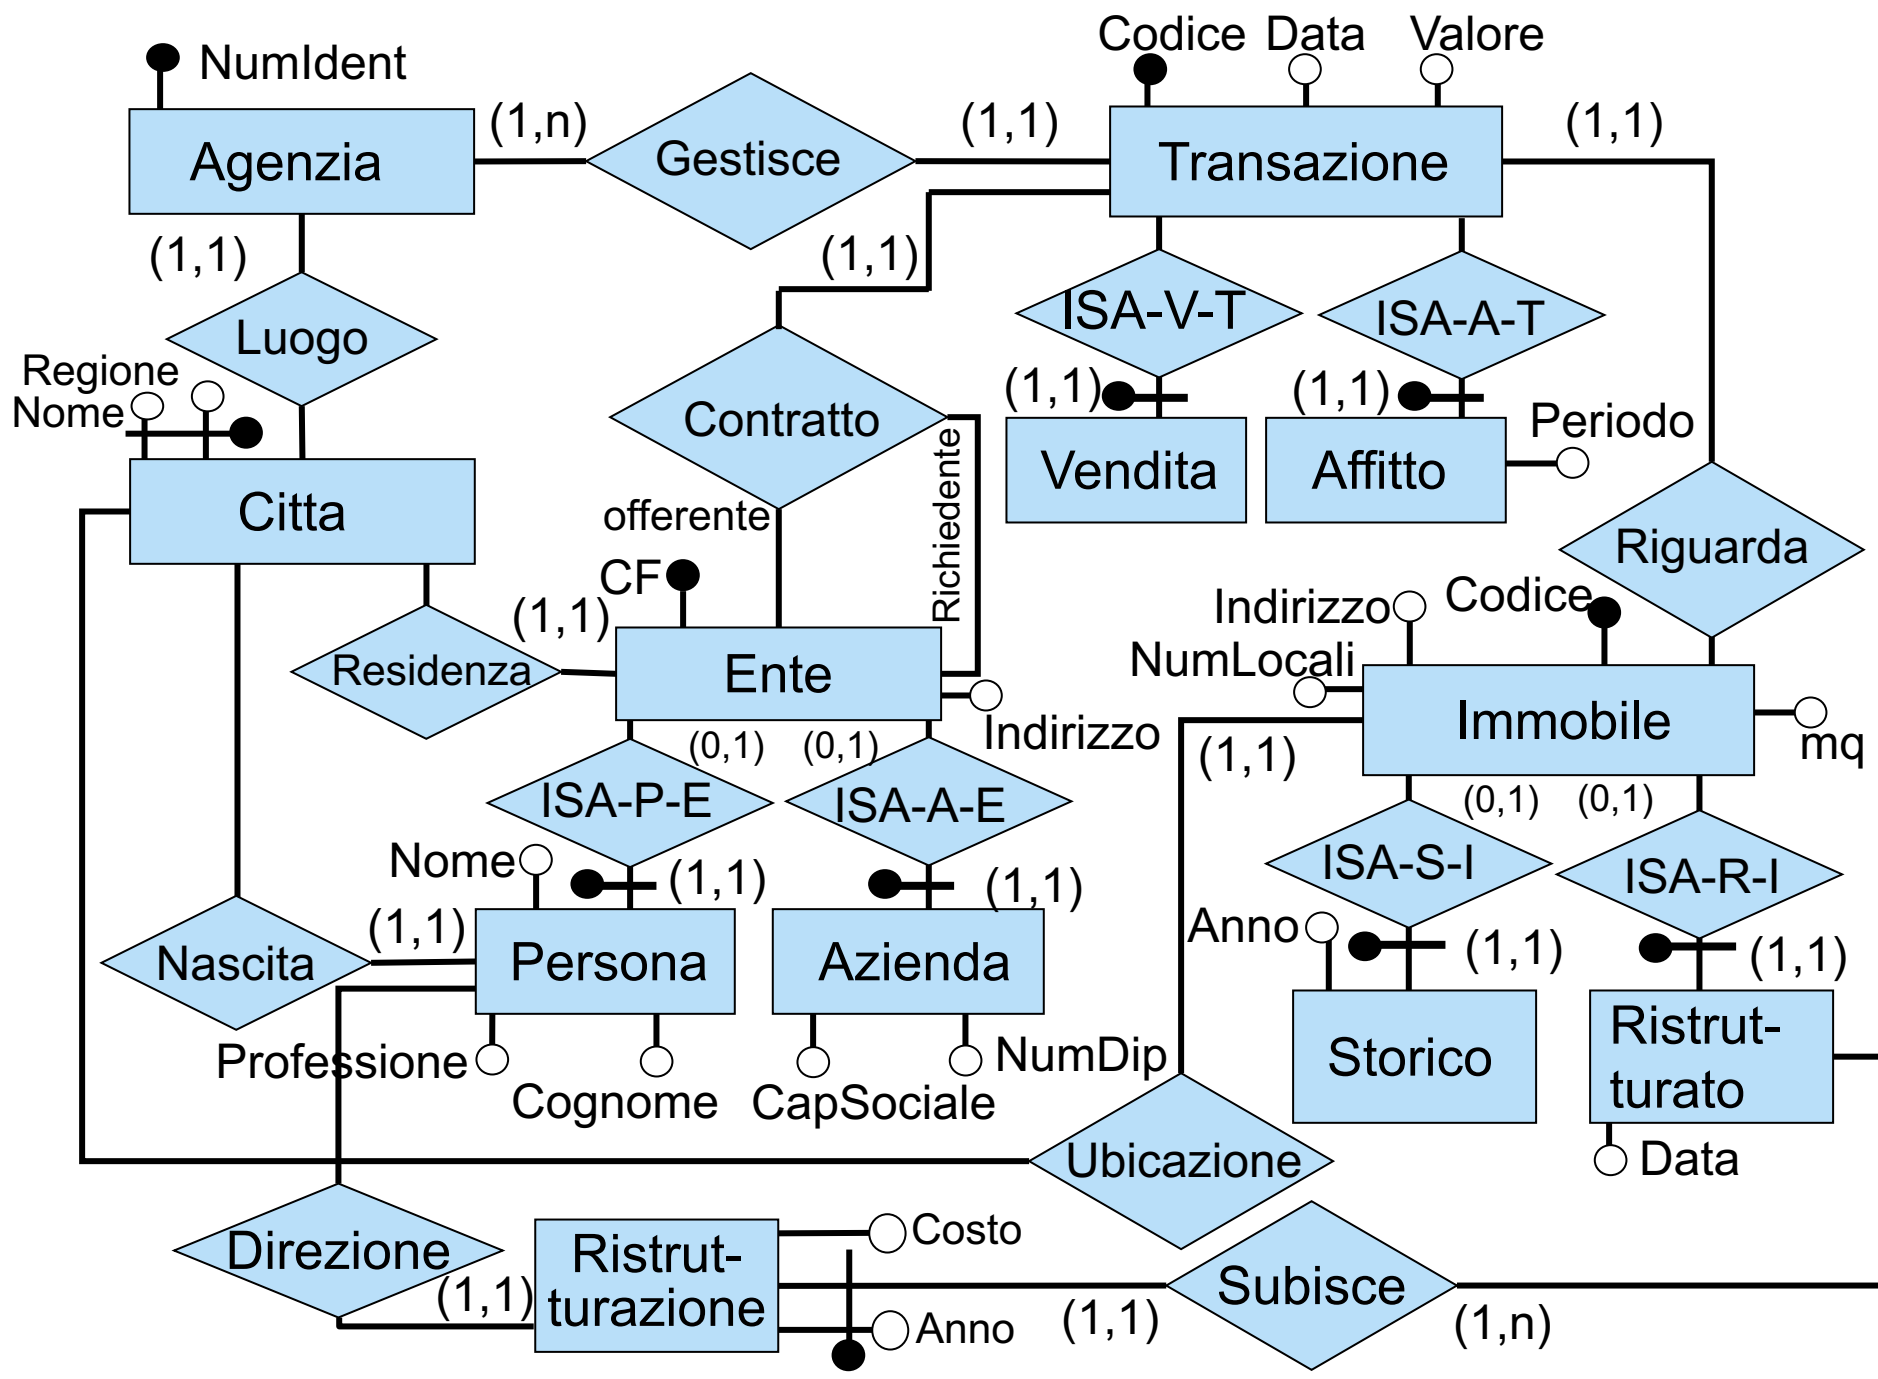 Codice Data Valore
NumIdent
(1,n)
(1,1)
(1,1)
Agenzia
Gestisce
Transazione
(1,1)
(1,1)
Luogo
ISA-V-T
ISA-A-T
Regione
Nome
(1,1)
(1,1)
Contratto
Periodo
Richiedente
Vendita
Affitto
Citta
offerente
Riguarda
CF
(1,1)
Indirizzo
Codice
NumLocali
Residenza
Ente
Immobile
Indirizzo
(0,1)
(0,1)
(1,1)
mq
ISA-P-E
ISA-A-E
(0,1)
(0,1)
Nome
(1,1)
(1,1)
ISA-S-I
ISA-R-I
Anno
(1,1)
(1,1)
(1,1)
Nascita
Persona
Azienda
Ristrut-
turato
Storico
Professione
NumDip
Cognome
CapSociale
Ubicazione
Data
Costo
Direzione
Ristrut-
turazione
Subisce
(1,1)
Anno
(1,1)
(1,n)